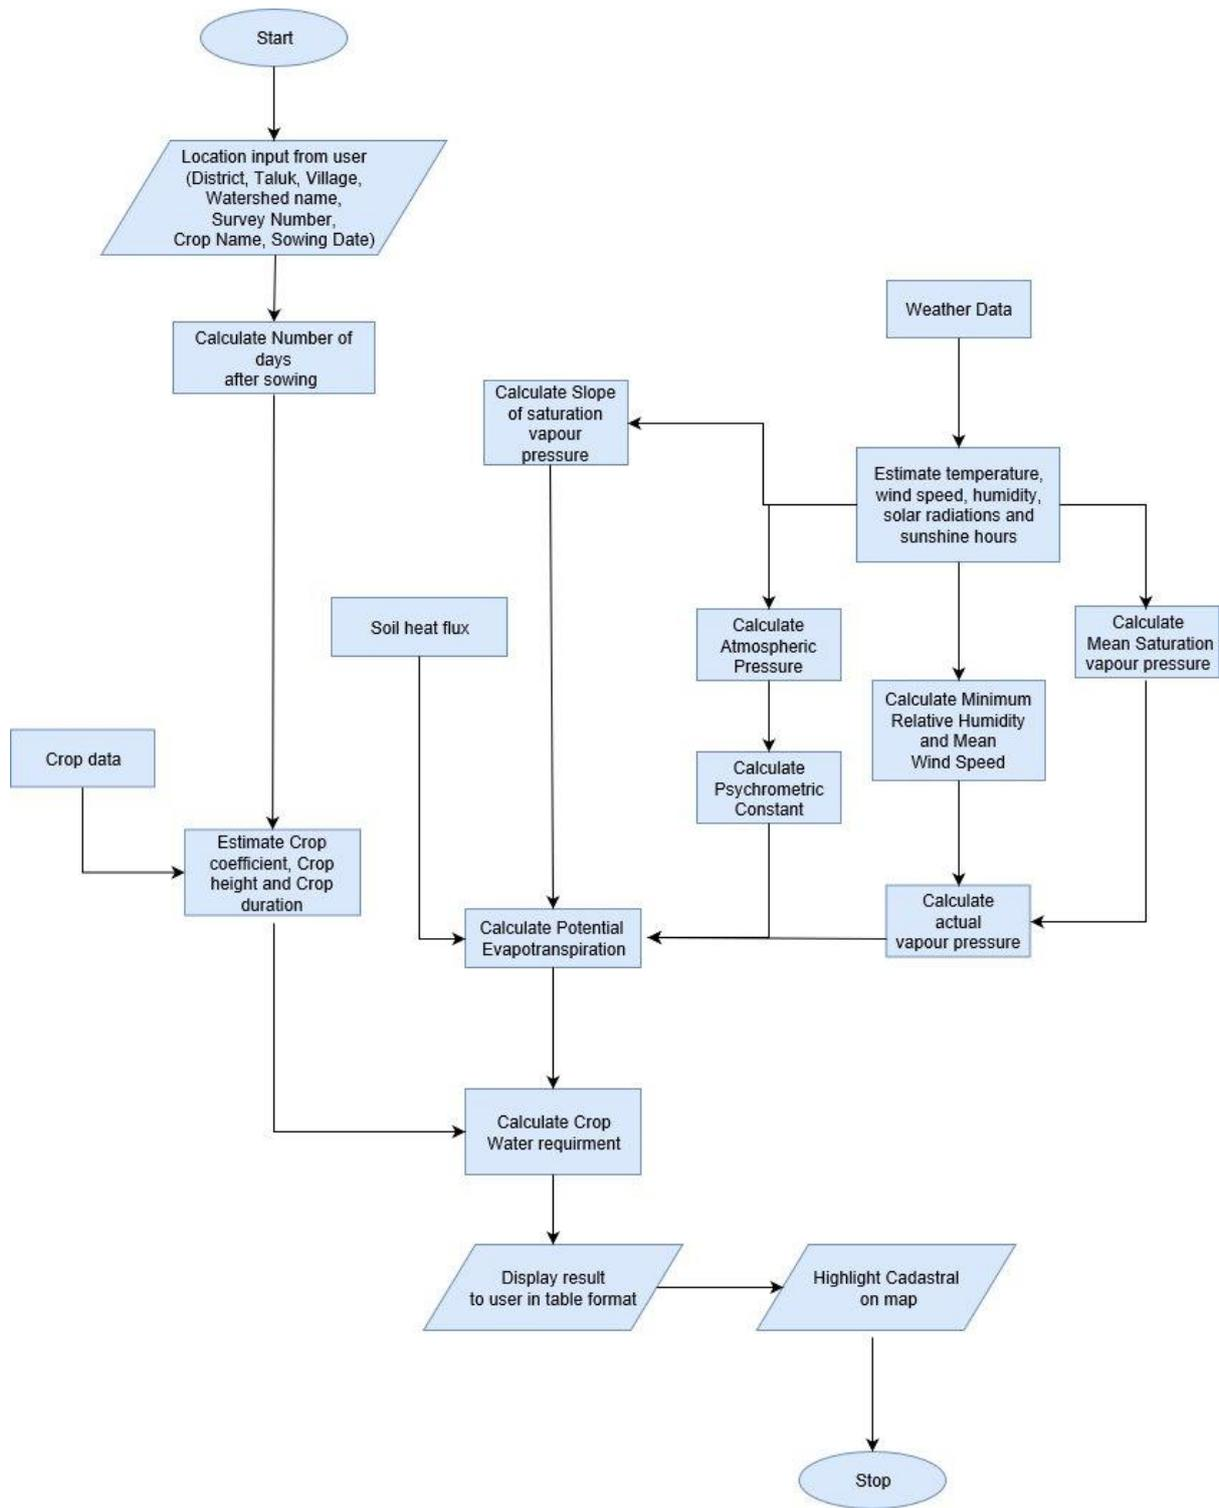 Start
Location input from user
(District, Taluk, Village,
Watershed name,
Survey Number,
Crop Name, Sowing Date)
Calculate Number of
days
after sowing
Weather Data
Calculate Slope
of saturation
vapour
pressure
Estimate temperature,
wind speed, humidity,
solar radiations and
sunshine hours
Soil heat flux
Calculate
Atmospheric
Pressure
Calculate
Mean Saturation
vapour pressure
Calculate Minimum
Relative Humidity
and Mean
Wind Speed
Crop data
Calculate
Psychrometric
Constant
Estimate Crop
coefficient, Crop
height and Crop
duration
Calculate Potential
Evapotranspiration
Calculate
actual
vapour pressure
Calculate Crop
Water requirment
Display result
to user in table format
Highlight Cadastral
on map
Stop